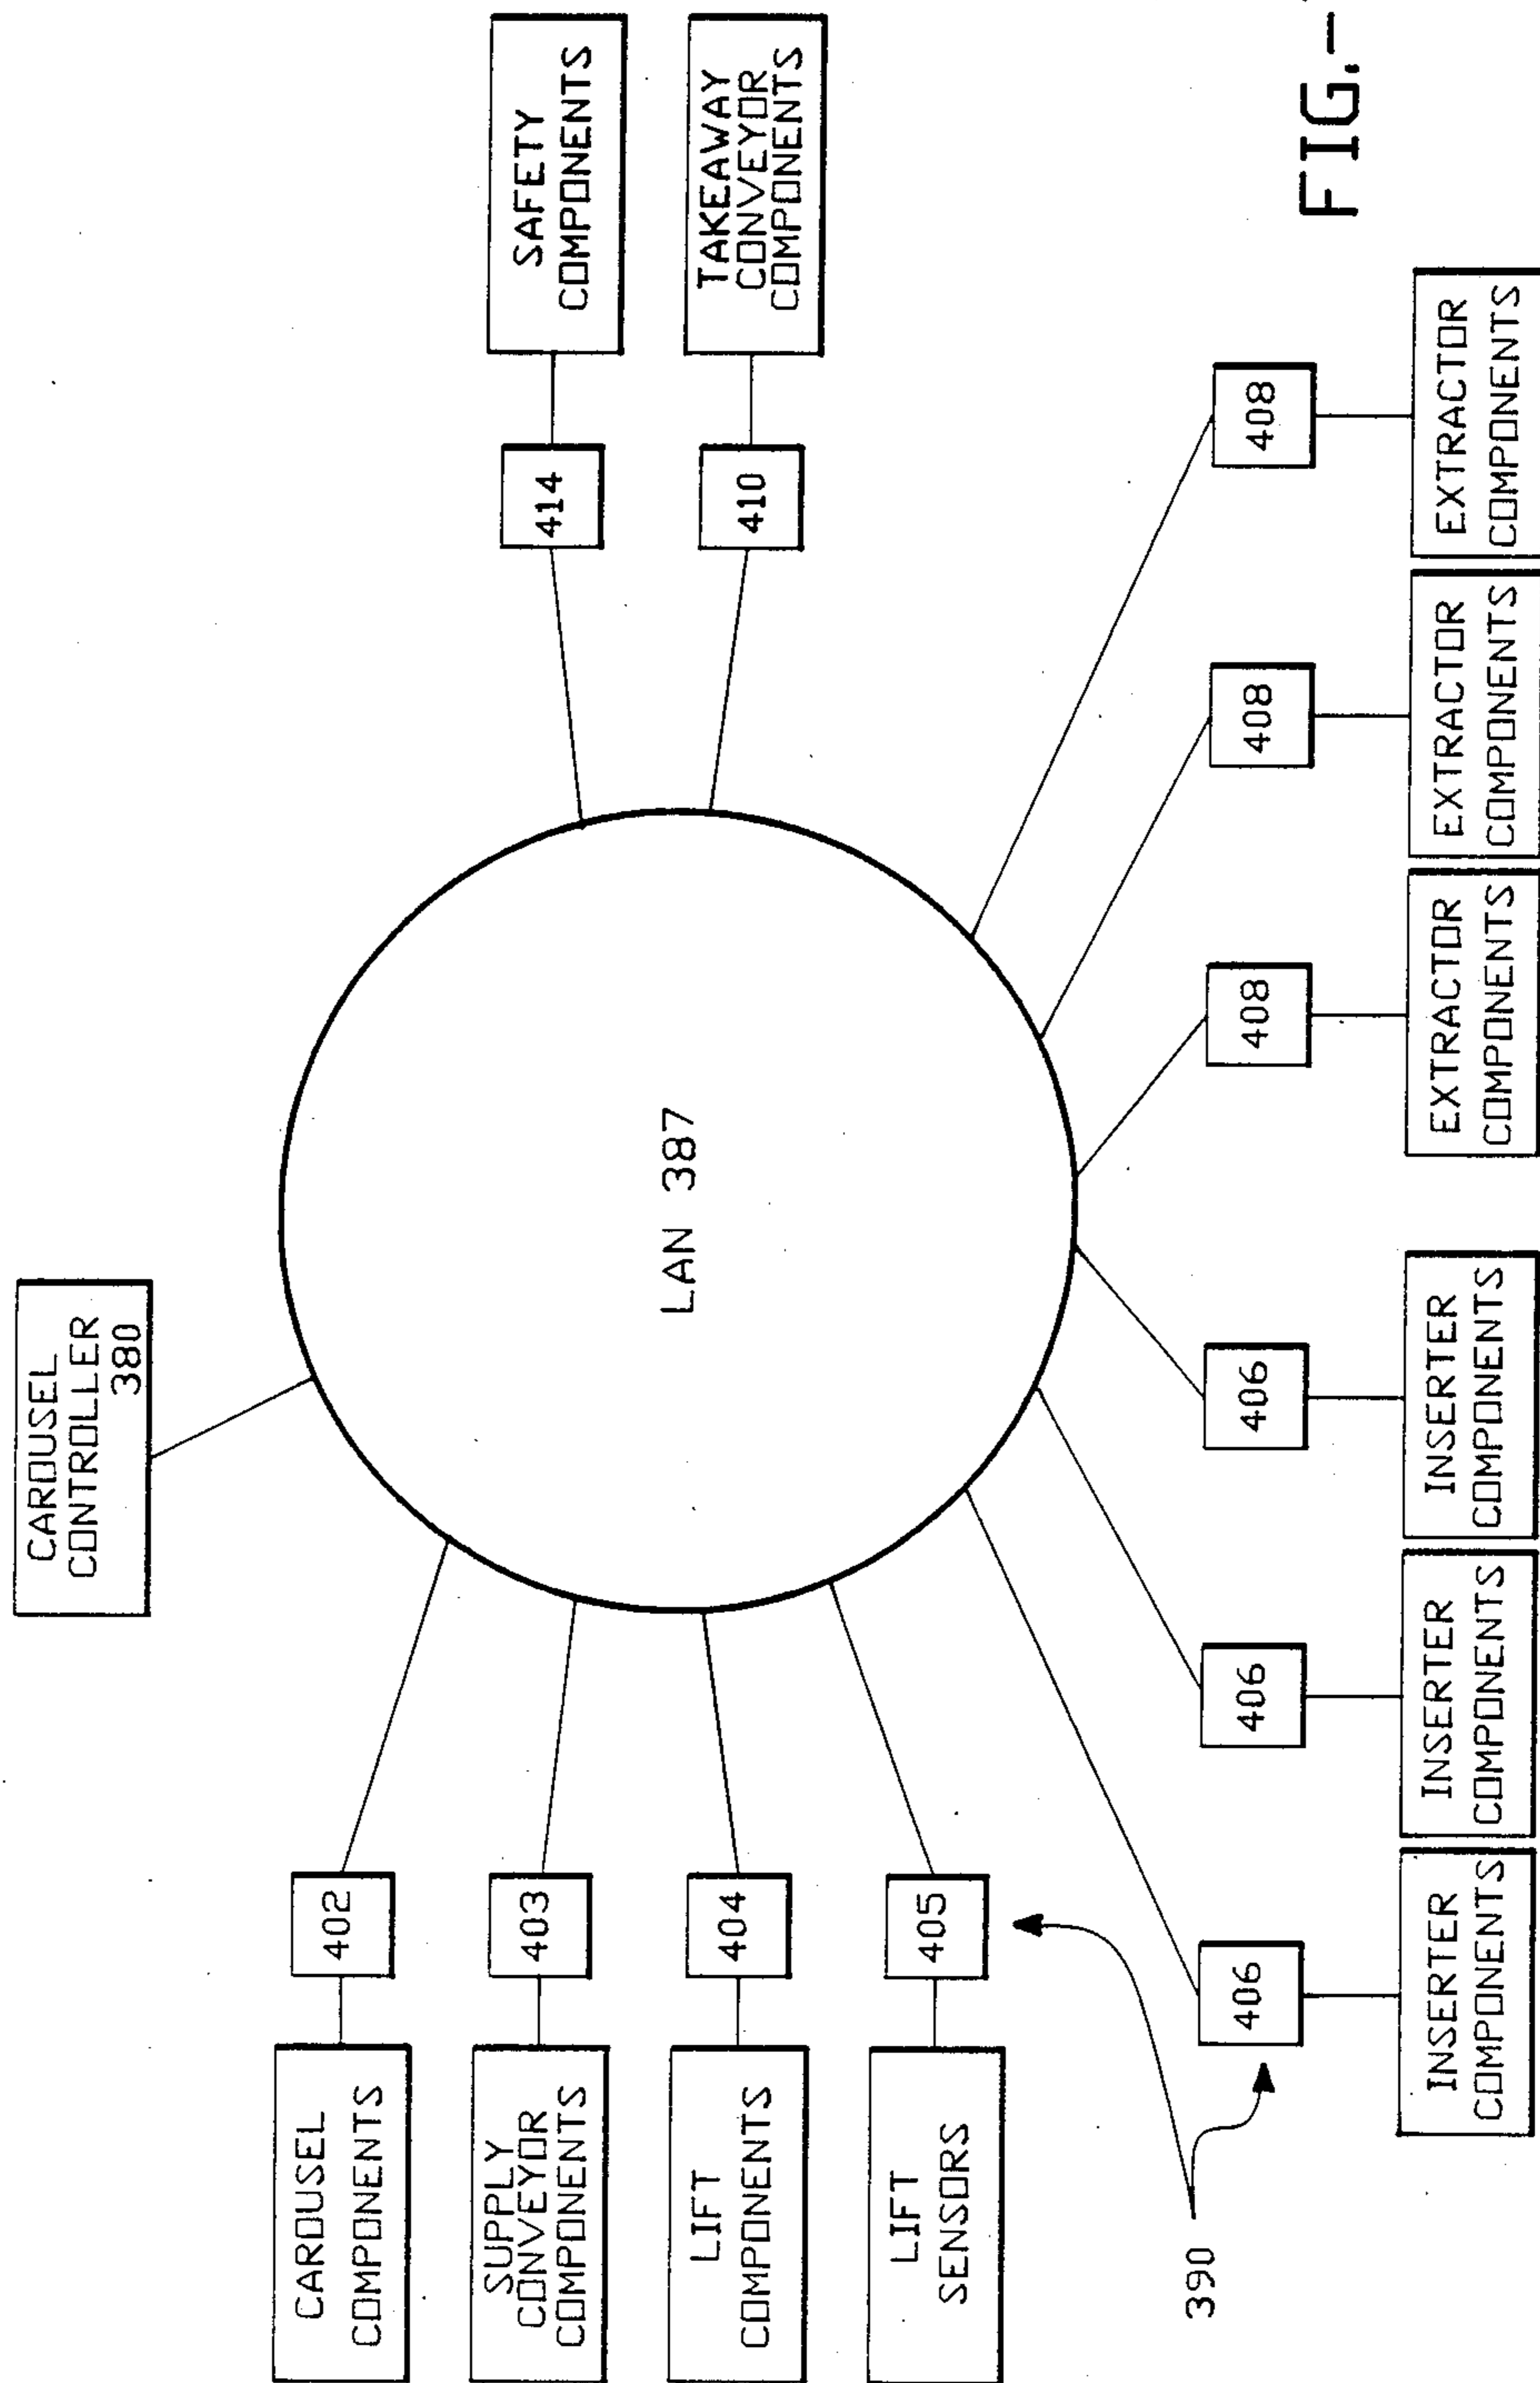 CAROUSEL
CONTROLLER
380
CAROUSEL
COMPONENTS
402
SUPPLY
CONVEYOR
COMPONENTS
403
LIFT
COMPONENTS
404
LIFT
SENSORS
405
390
LAN 387
414
SAFETY
COMPONENTS
410
TAKEAWAY
CONVEYOR
COMPONENTS
406
406
406
408
408
408
INSERTER
COMPONENTS
INSERTER
COMPONENTS
INSERTER
COMPONENTS
EXTRACTOR
COMPONENTS
EXTRACTOR
COMPONENTS
EXTRACTOR
COMPONENTS
FIG.-